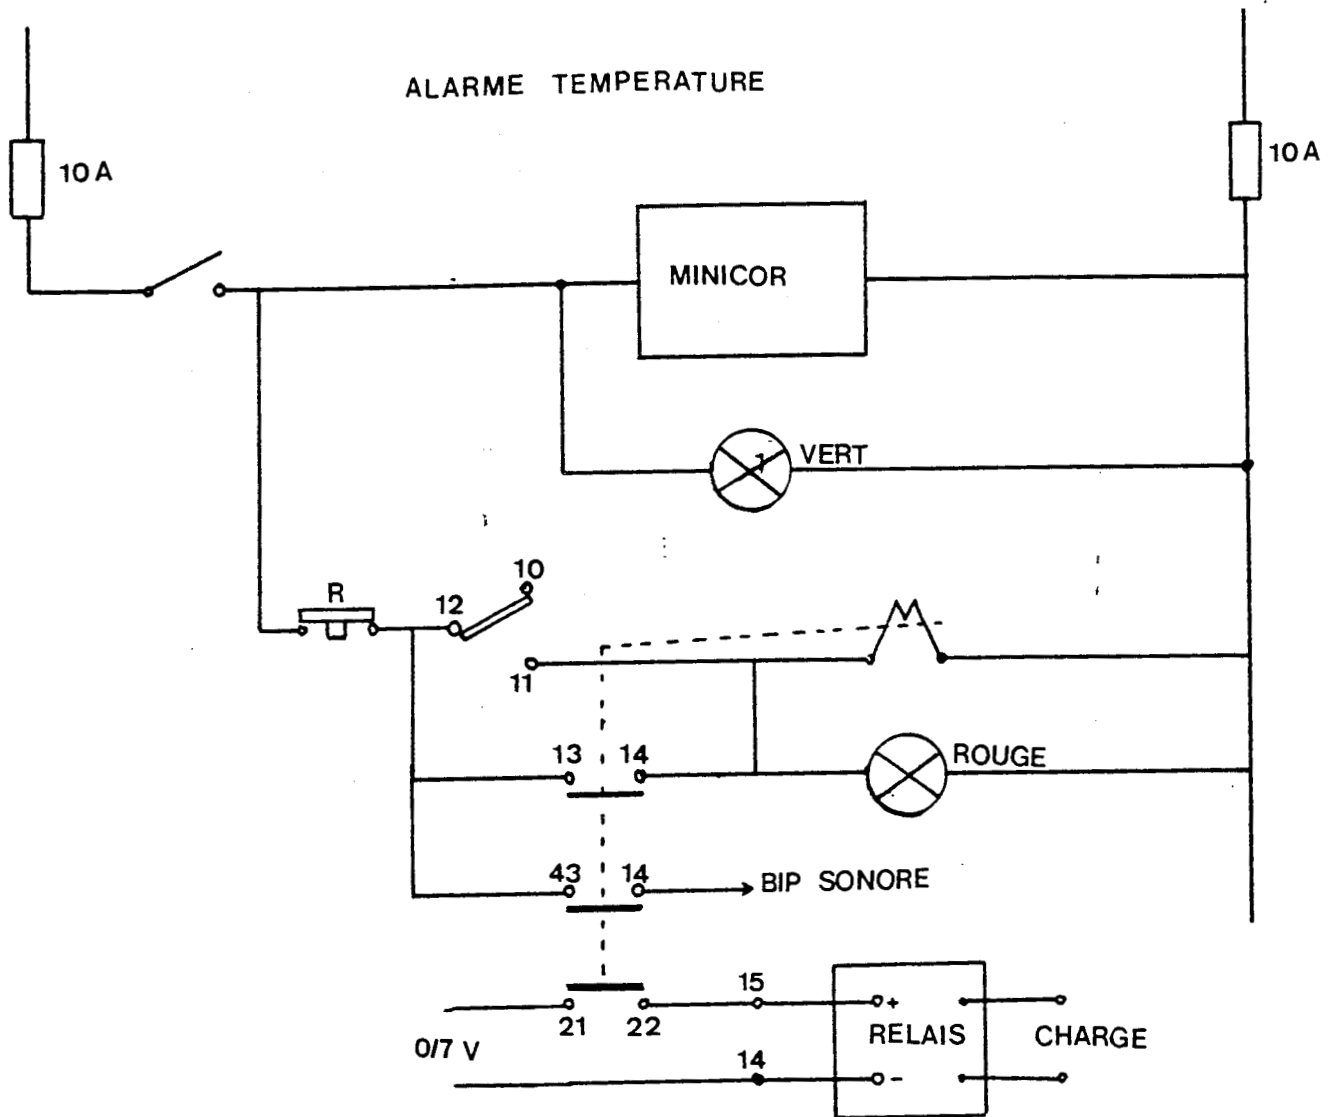 ALARME TEMPERATURE
10 A
10 A
MINICOR
VERT
R
12
10
11
13
14
ROUGE
43
14
BIP SONORE
21
22
15
0/7 V
14
+
-
RELAIS
CHARGE